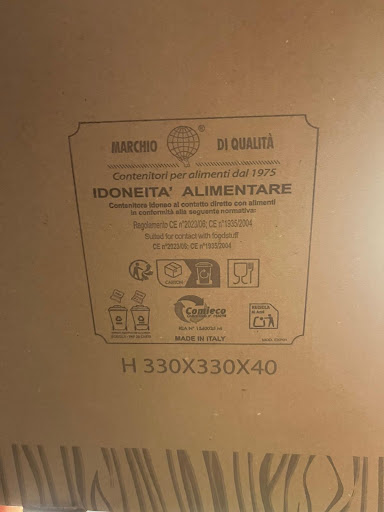 MARCHIO DI QUALITÀ
®
Contenitori per alimenti dal 1975
IDONEITA' ALIMENTARE
Contenitore idoneo al contatto diretto con alimenti
in conformità alla seguente normativa:
Regolamento CE n°2023/06; CE n°1935/2004
Suited for contact with foodstuff
CE n°2023/06; CE n°1935/2004
CARTON
Comieco
MADE IN ITALY
H 330X330X40